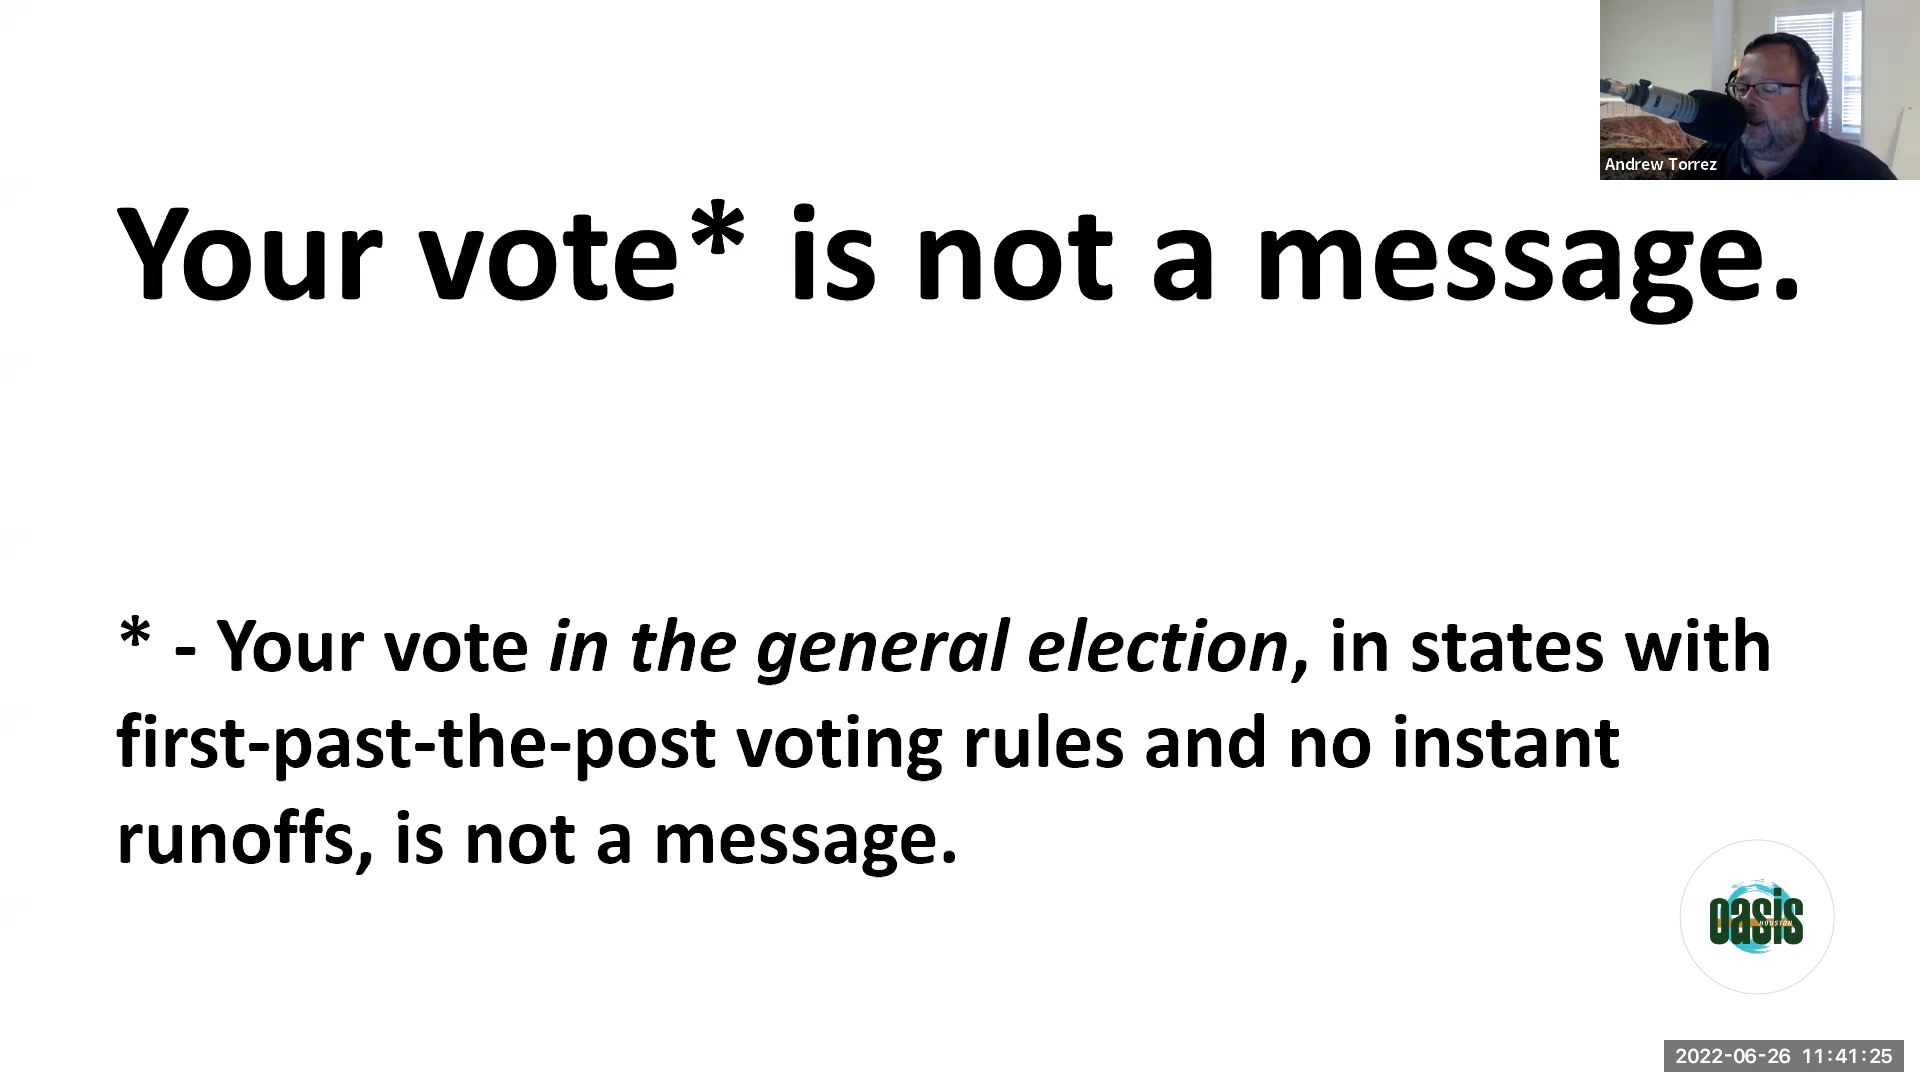 Andrew Torrez
Your vote* is not a message.
* - Your vote in the general election, in states with
first-past-the-post voting rules and no instant
runoffs, is not a message.
oasis
HOUSTON
2022-06-26 11:41:25